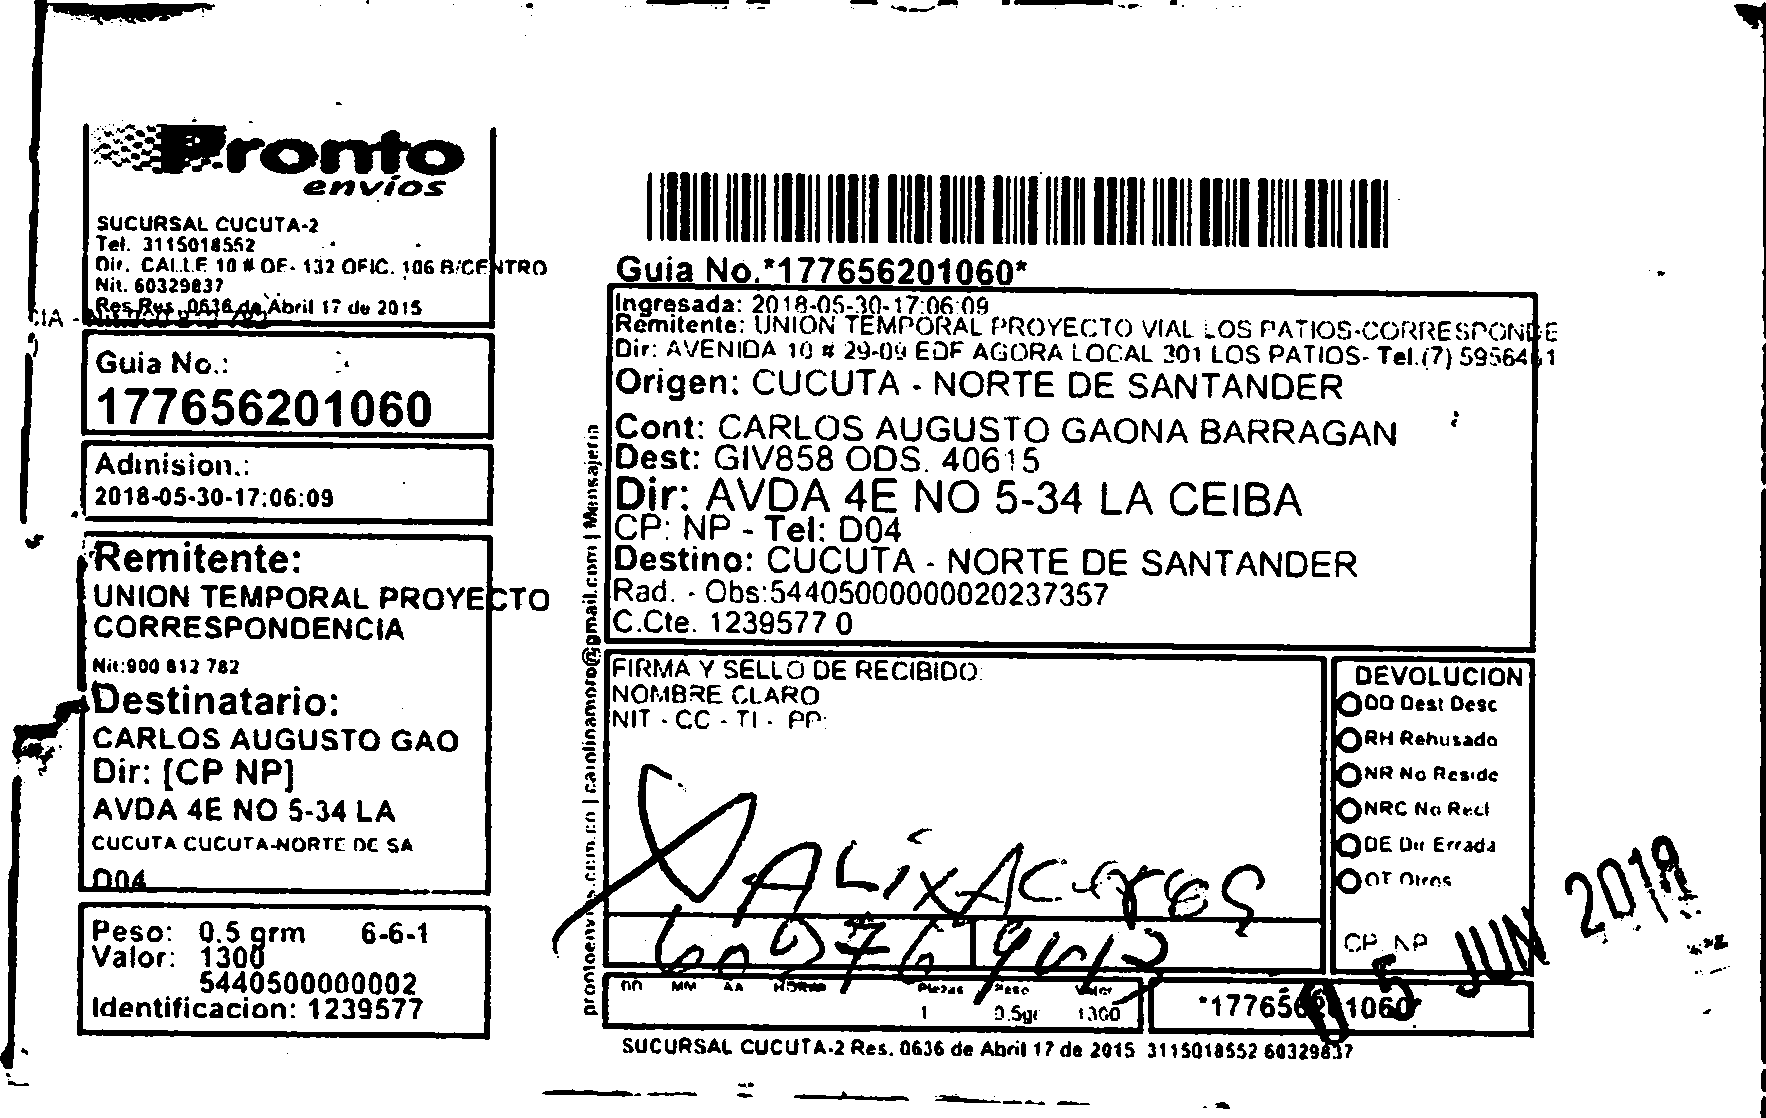 Pronto
envíos
SUCURSAL CUCUTA-2
Tel. 3115018552
Dir. CALLE 10 # OE- 132 OFIC. 106 B/CENTRO
Nit. 60329837
Res Res. 0636 de Abril 17 de 2015
CIA -
Guia No.:
177656201060
Admision.:
2018-05-30-17:06:09
Remitente:
UNION TEMPORAL PROYECTO
CORRESPONDENCIA
Nit:900 812 782
Destinatario:
CARLOS AUGUSTO GAO
Dir: [CP NP]
AVDA 4E NO 5-34 LA
CUCUTA CUCUTA-NORTE DE SA
D04
Peso: 0.5 grm 6-6-1
Valor: 1300
5440500000002
Identificacion: 1239577
prontoenvios.com.co | carolinamoro@gmail.com | Mensajeria
Guia No.*177656201060*
Ingresada: 2018-05-30-17:06:09
Remitente: UNION TEMPORAL PROYECTO VIAL LOS PATIOS-CORRESPONDE
Dir: AVENIDA 10 # 29-09 EDF AGORA LOCAL 301 LOS PATIOS- Tel.(7) 5956461
Origen: CUCUTA - NORTE DE SANTANDER
Cont: CARLOS AUGUSTO GAONA BARRAGAN
Dest: GIV858 ODS. 40615
Dir: AVDA 4E NO 5-34 LA CEIBA
CP: NP - Tel: D04
Destino: CUCUTA - NORTE DE SANTANDER
Rad. - Obs:54405000000020237357
C.Cte. 1239577 0
FIRMA Y SELLO DE RECIBIDO:
NOMBRE CLARO
NIT - CC - TI - PP:
ALix
DD MM AA HORAS Piezas Peso Valor
1 0.5gr 1300
DEVOLUCION
DD Dest Desc
RH Rehusado
NR No Reside
NRC No Recl
DE Dir Errada
OT Otros
CP NP
05 JUN 2018
*177656201060*
SUCURSAL CUCUTA-2 Res. 0636 de Abril 17 de 2015 3115018552 60329837